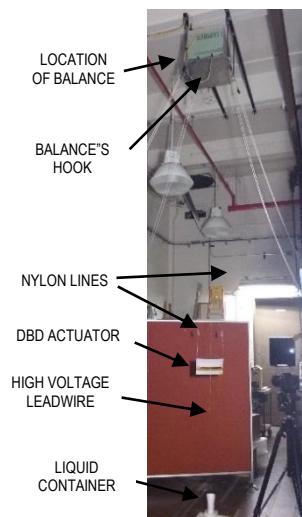 LOCATION
OF BALANCE
BALANCE"S
HOOK
NYLON LINES
DBD ACTUATOR
HIGH VOLTAGE
LEADWIRE
LIQUID
CONTAINER